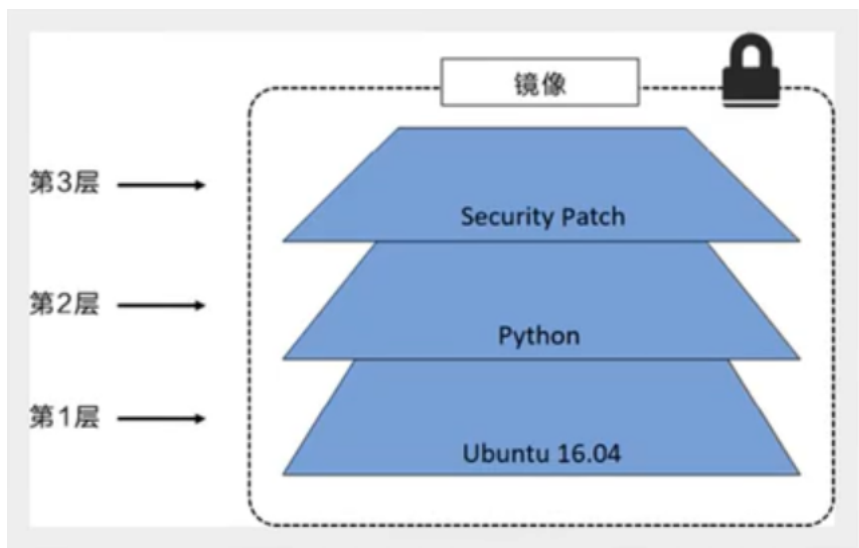 镜像
第3层
Security Patch
第2层
Python
第1层
Ubuntu 16.04